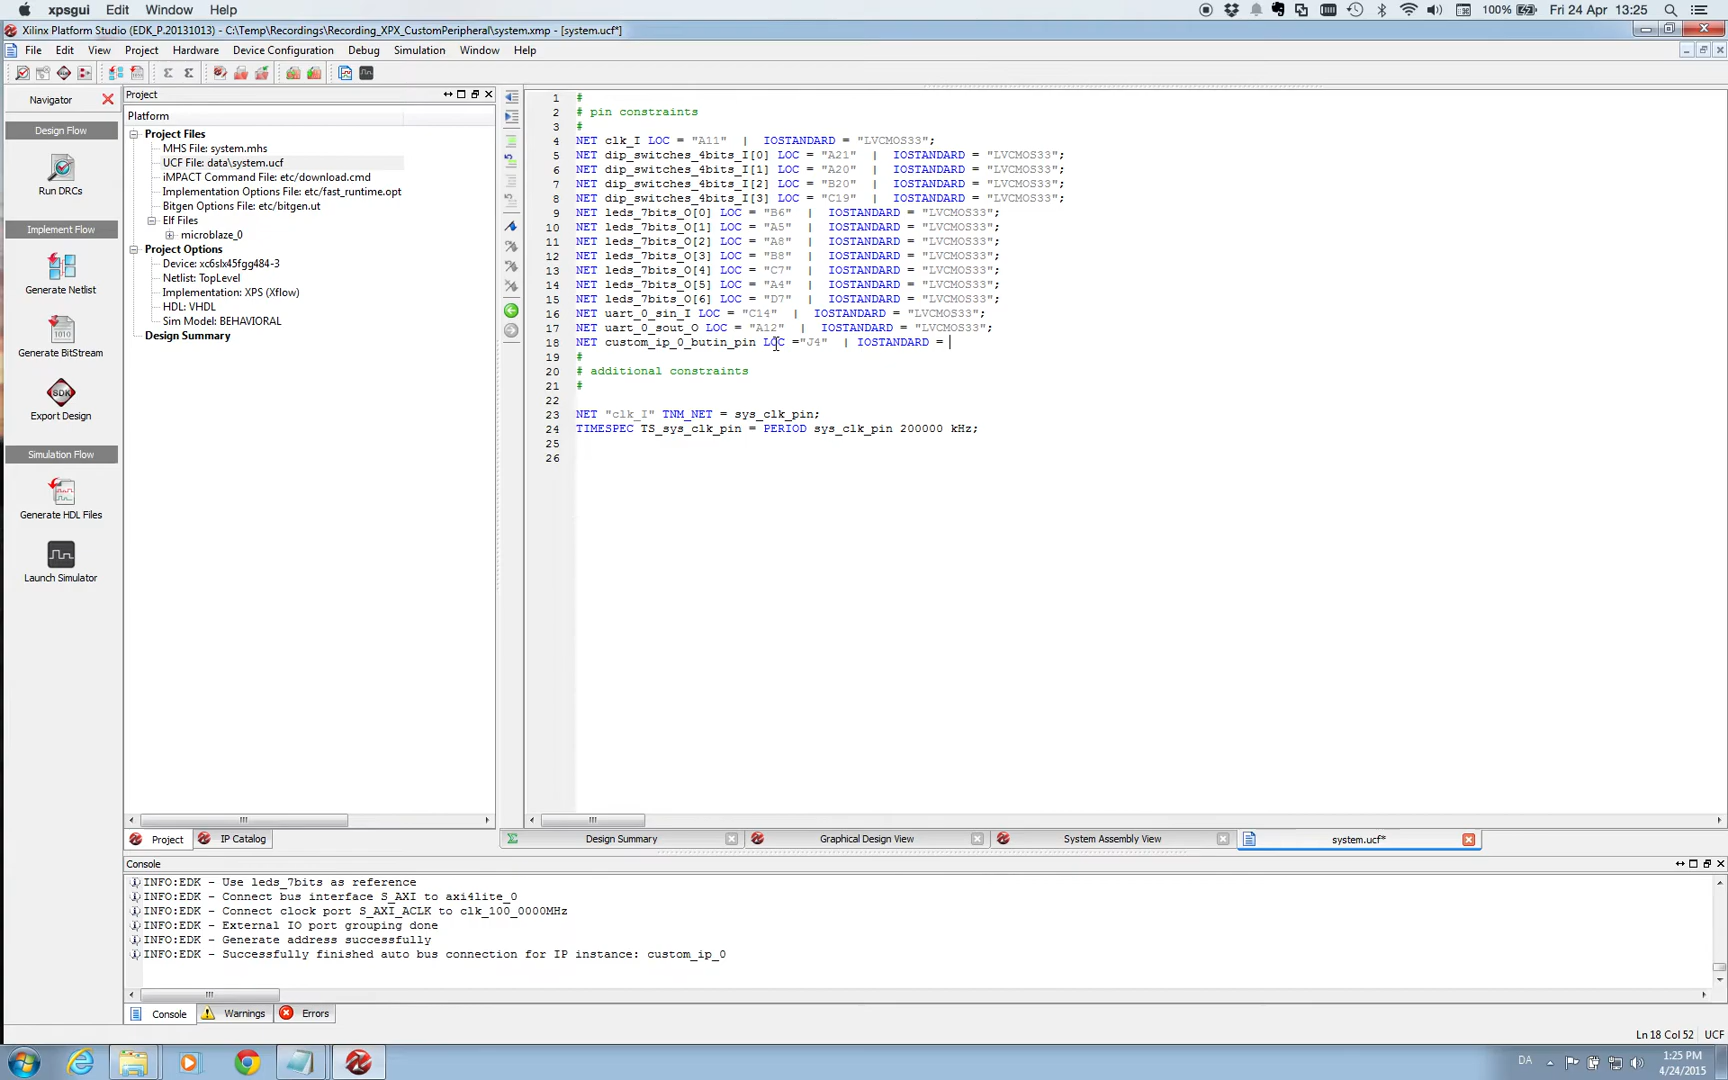 xpsgui Edit Window Help
100% Fri 24 Apr 13:25
Xilinx Platform Studio (EDK_P.20131013) - C:\Temp\Recordings\Recording_XPX_CustomPeripheral\system.xmp - [system.ucf*]
File Edit View Project Hardware Device Configuration Debug Simulation Window Help
Navigator
Design Flow
Run DRCs
Implement Flow
Generate Netlist
1010
Generate BitStream
SDK
Export Design
Simulation Flow
Generate HDL Files
Launch Simulator
Project
Platform
Project Files
MHS File: system.mhs
UCF File: data\system.ucf
iMPACT Command File: etc/download.cmd
Implementation Options File: etc/fast_runtime.opt
Bitgen Options File: etc/bitgen.ut
Elf Files
microblaze_0
Project Options
Device: xc6slx45fgg484-3
Netlist: TopLevel
Implementation: XPS (Xflow)
HDL: VHDL
Sim Model: BEHAVIORAL
Design Summary
Project IP Catalog
1 #
2 # pin constraints
3 #
4 NET clk_I LOC = "A11" | IOSTANDARD = "LVCMOS33";
5 NET dip_switches_4bits_I[0] LOC = "A21" | IOSTANDARD = "LVCMOS33";
6 NET dip_switches_4bits_I[1] LOC = "A20" | IOSTANDARD = "LVCMOS33";
7 NET dip_switches_4bits_I[2] LOC = "B20" | IOSTANDARD = "LVCMOS33";
8 NET dip_switches_4bits_I[3] LOC = "C19" | IOSTANDARD = "LVCMOS33";
9 NET leds_7bits_O[0] LOC = "B6" | IOSTANDARD = "LVCMOS33";
10 NET leds_7bits_O[1] LOC = "A5" | IOSTANDARD = "LVCMOS33";
11 NET leds_7bits_O[2] LOC = "A8" | IOSTANDARD = "LVCMOS33";
12 NET leds_7bits_O[3] LOC = "B8" | IOSTANDARD = "LVCMOS33";
13 NET leds_7bits_O[4] LOC = "C7" | IOSTANDARD = "LVCMOS33";
14 NET leds_7bits_O[5] LOC = "A4" | IOSTANDARD = "LVCMOS33";
15 NET leds_7bits_O[6] LOC = "D7" | IOSTANDARD = "LVCMOS33";
16 NET uart_0_sin_I LOC = "C14" | IOSTANDARD = "LVCMOS33";
17 NET uart_0_sout_O LOC = "A12" | IOSTANDARD = "LVCMOS33";
18 NET custom_ip_0_butin_pin LOC ="J4" | IOSTANDARD =
19 #
20 # additional constraints
21 #
22
23 NET "clk_I" TNM_NET = sys_clk_pin;
24 TIMESPEC TS_sys_clk_pin = PERIOD sys_clk_pin 200000 kHz;
25
26
Design Summary Graphical Design View System Assembly View system.ucf*
Console
INFO:EDK - Use leds_7bits as reference
INFO:EDK - Connect bus interface S_AXI to axi4lite_0
INFO:EDK - Connect clock port S_AXI_ACLK to clk_100_0000MHz
INFO:EDK - External IO port grouping done
INFO:EDK - Generate address successfully
INFO:EDK - Successfully finished auto bus connection for IP instance: custom_ip_0
Console Warnings Errors
Ln 18 Col 52 UCF
DA
1:25 PM
4/24/2015